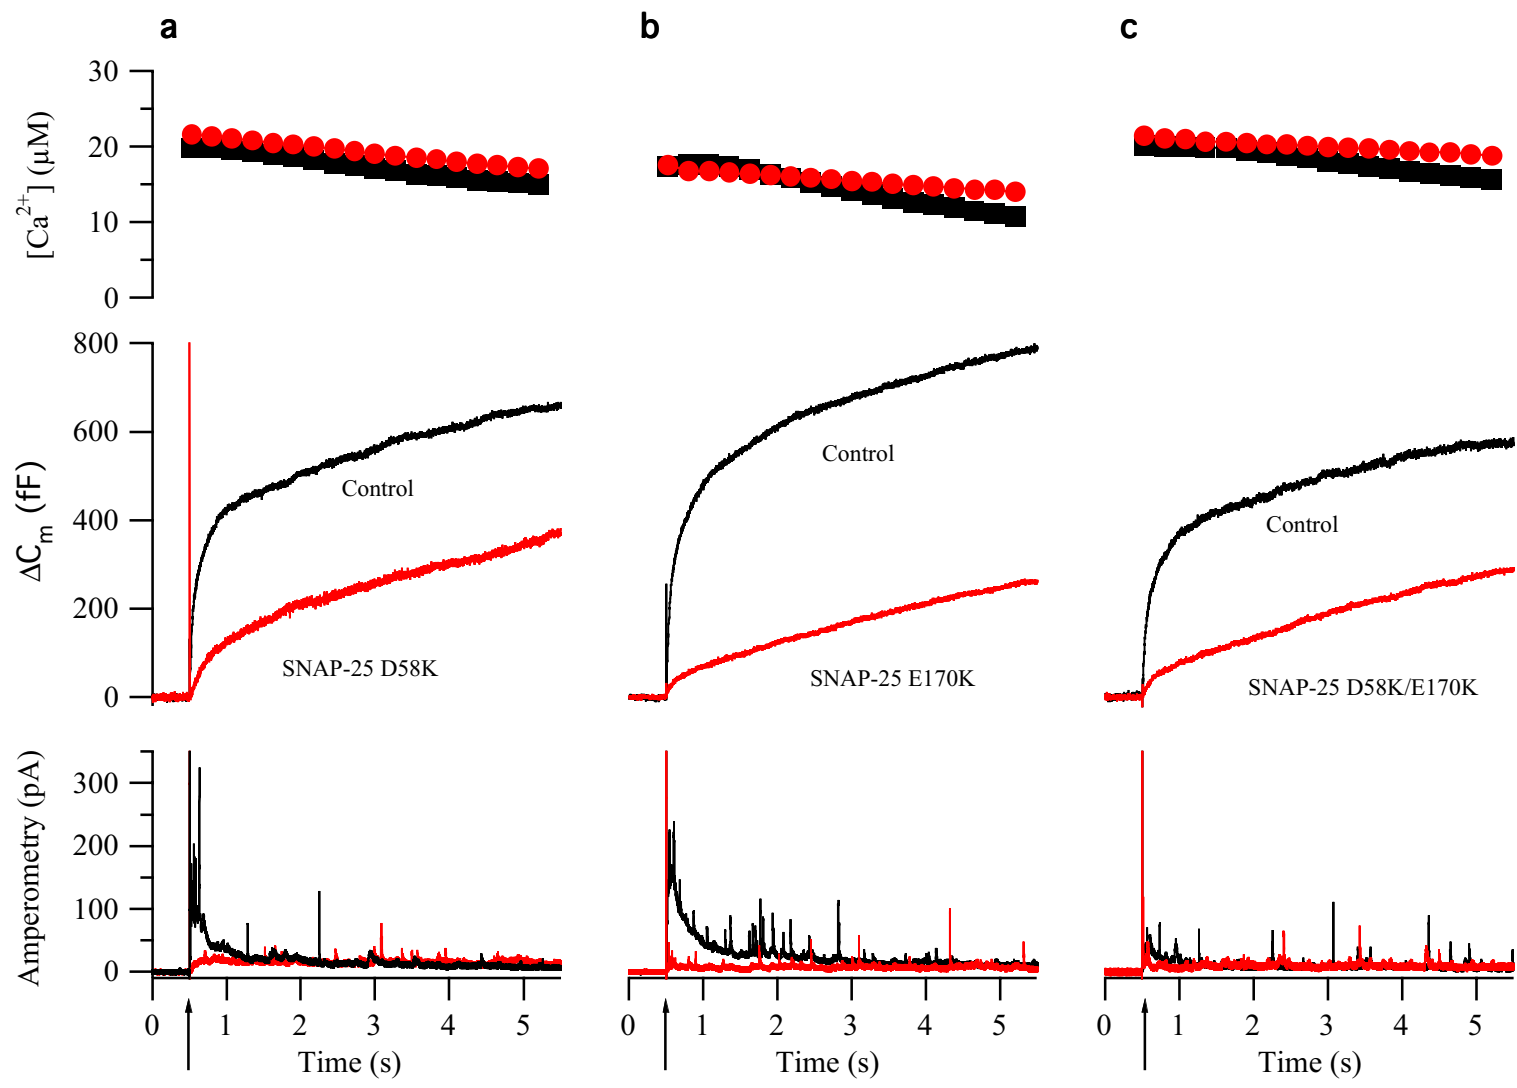 a b c
30
20
10
0
[Ca2+] (μM)
800
600
400
200
0
ΔCm (fF)
Control
SNAP-25 D58K
Control
SNAP-25 E170K
Control
SNAP-25 D58K/E170K
300
200
100
0
Amperometry (pA)
0 1 2 3 4 5
Time (s)
0 1 2 3 4 5
Time (s)
0 1 2 3 4 5
Time (s)